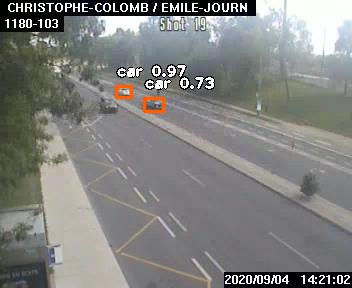 CHRISTOPHE-COLOMB / EMILE-JOURN
1180-103
Shot 19
car 0.97
car 0.73
2020/09/04 14:21:02